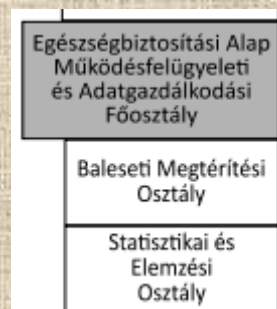 Egészségbiztosítási Alap
Működésfelügyeleti
és Adatgazdálkodási
Főosztály
Baleseti Megtérítési
Osztály
Statisztikai és
Elemzési
Osztály